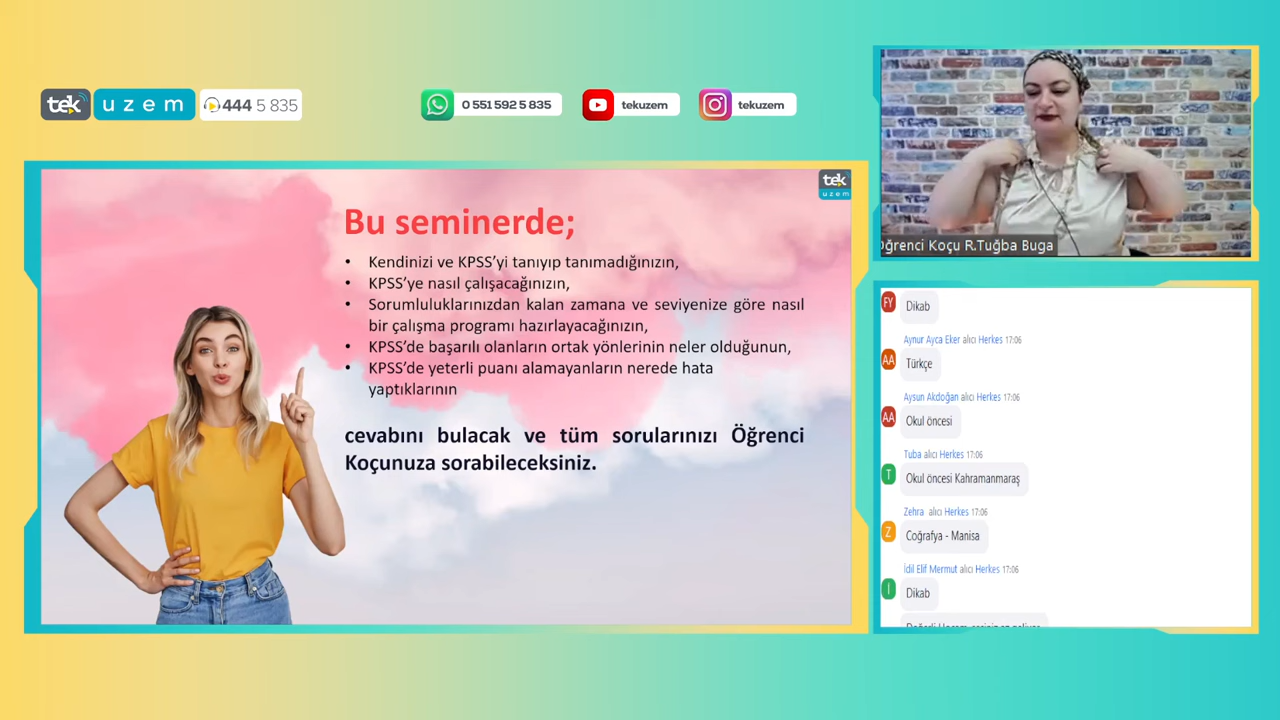 tek uzem 444 5 835
0 551 592 5 835
tekuzem
tekuzem
tek
uzem
Bu seminerde;
• Kendinizi ve KPSS'yi tanıyıp tanımadığınızın,
• KPSS'ye nasıl çalışacağınızın,
• Sorumluluklarınızdan kalan zamana ve seviyenize göre nasıl
bir çalışma programı hazırlayacağınızın,
• KPSS'de başarılı olanların ortak yönlerinin neler olduğunun,
• KPSS'de yeterli puanı alamayanların nerede hata
yaptıklarının
cevabını bulacak ve tüm sorularınızı Öğrenci
Koçunuza sorabileceksiniz.
Öğrenci Koçu R.Tuğba Buga
FY
Dikab
Aynur Ayca Eker alıcı Herkes 17:06
AA
Türkçe
Aysun Akdoğan alıcı Herkes 17:06
AA
Okul öncesi
Tuba alıcı Herkes 17:06
T
Okul öncesi Kahramanmaraş
Zehra alıcı Herkes 17:06
Z
Coğrafya - Manisa
İdil Elif Mermut alıcı Herkes 17:06
I
Dikab